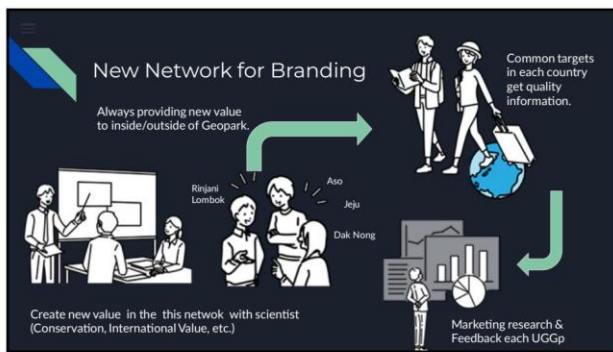 New Network for Branding
Always providing new value
to inside/outside of Geopark.
Common targets
in each country
get quality
information.
Rinjani
Lombok
Aso
Jeju
Dak Nong
Create new value in the this netwok with scientist
(Conservation, International Value, etc.)
Marketing research &
Feedback each UGGp